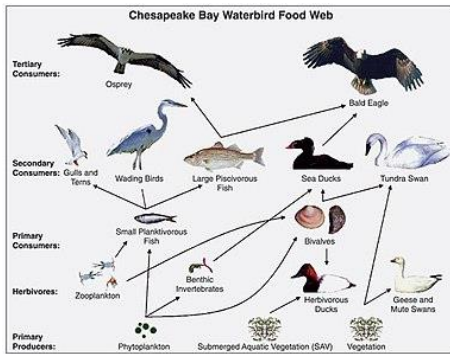 Chesapeake Bay Waterbird Food Web
Tertiary
Consumers:
Osprey
Bald Eagle
Secondary
Consumers:
Gulls and
Terns
Wading Birds
Large Piscivorous
Fish
Sea Ducks
Tundra Swan
Small Planktivorous
Fish
Primary
Consumers:
Bivalves
Herbivores:
Zooplankton
Benthic
Invertebrates
Herbivorous
Ducks
Geese and
Mute Swans
Primary
Producers:
Phytoplankton
Submerged Aquatic Vegetation (SAV)
Vegetation